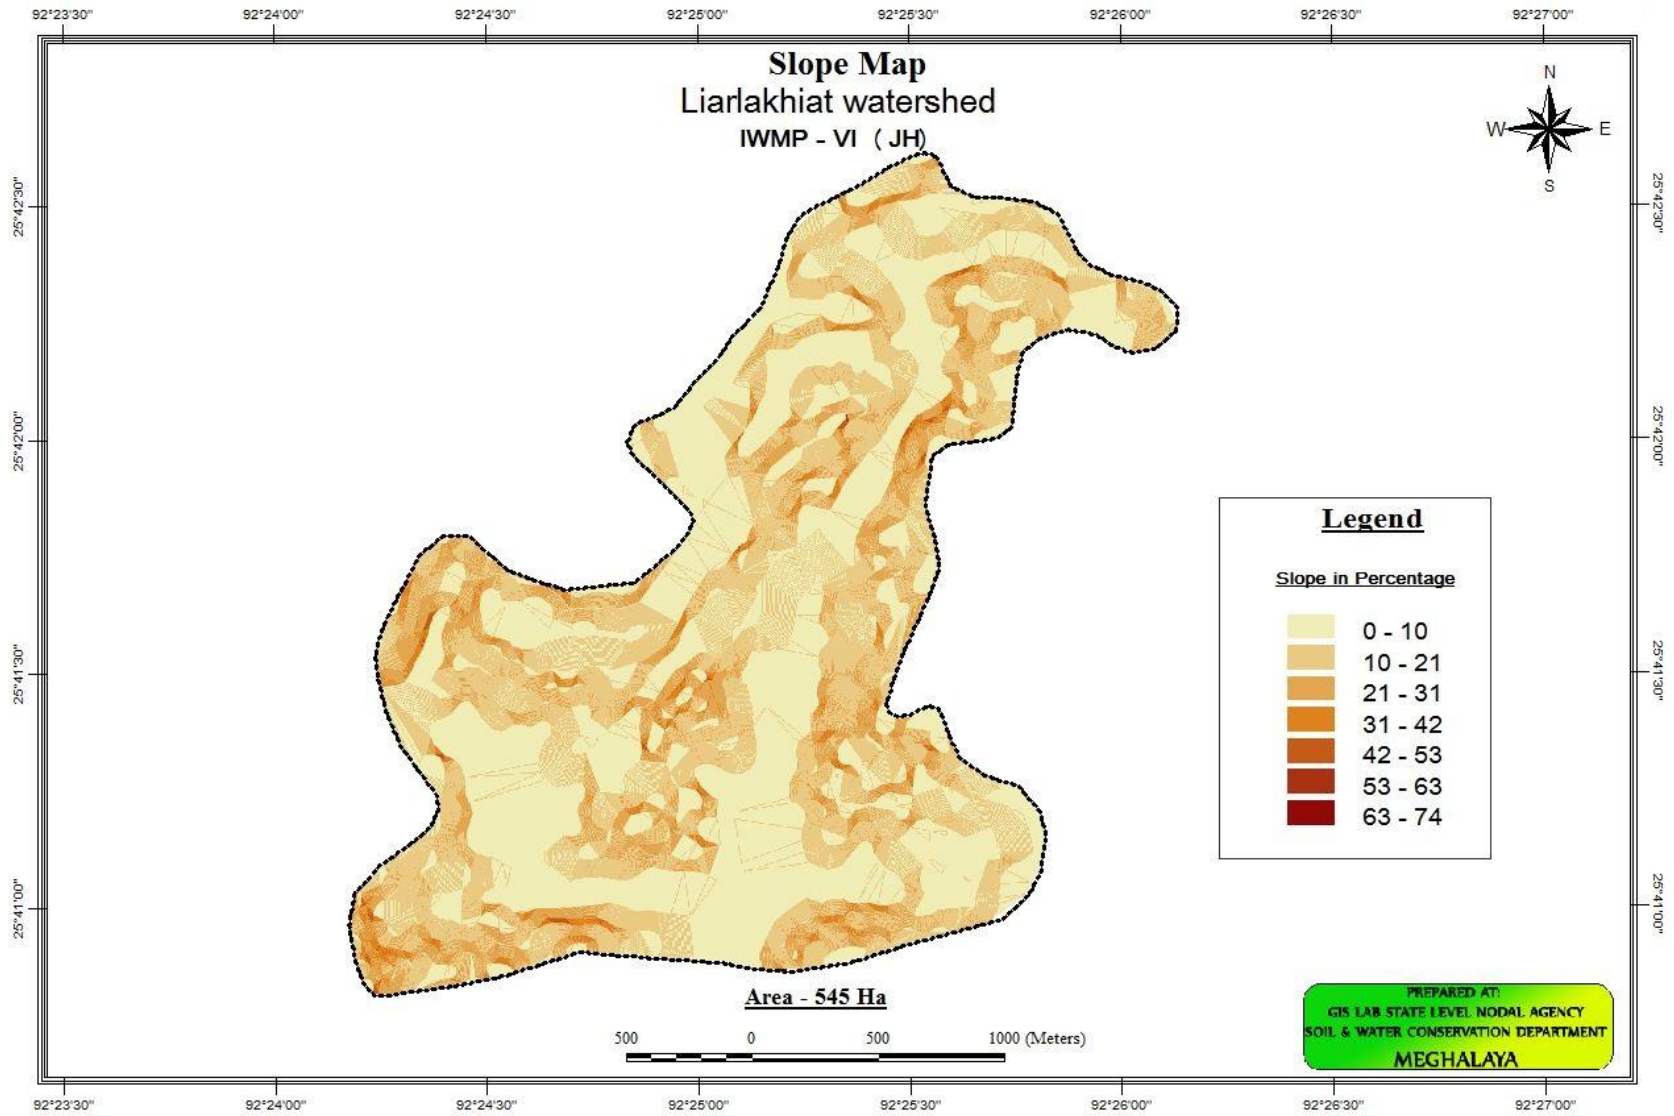 92°23'30" 92°24'00" 92°24'30" 92°25'00" 92°25'30" 92°26'00" 92°26'30" 92°27'00"
Slope Map
Liarlakhiat watershed
IWMP - VI ( JH)
N
W E
S
25°42'30" 25°42'30"
25°42'00" 25°42'00"
Legend
Slope in Percentage
0 - 10
10 - 21
21 - 31
31 - 42
42 - 53
53 - 63
63 - 74
25°41'30" 25°41'30"
25°41'00" 25°41'00"
Area - 545 Ha
500 0 500 1000 (Meters)
PREPARED AT:
GIS LAB STATE LEVEL NODAL AGENCY
SOIL & WATER CONSERVATION DEPARTMENT
MEGHALAYA
92°23'30" 92°24'00" 92°24'30" 92°25'00" 92°25'30" 92°26'00" 92°26'30" 92°27'00"